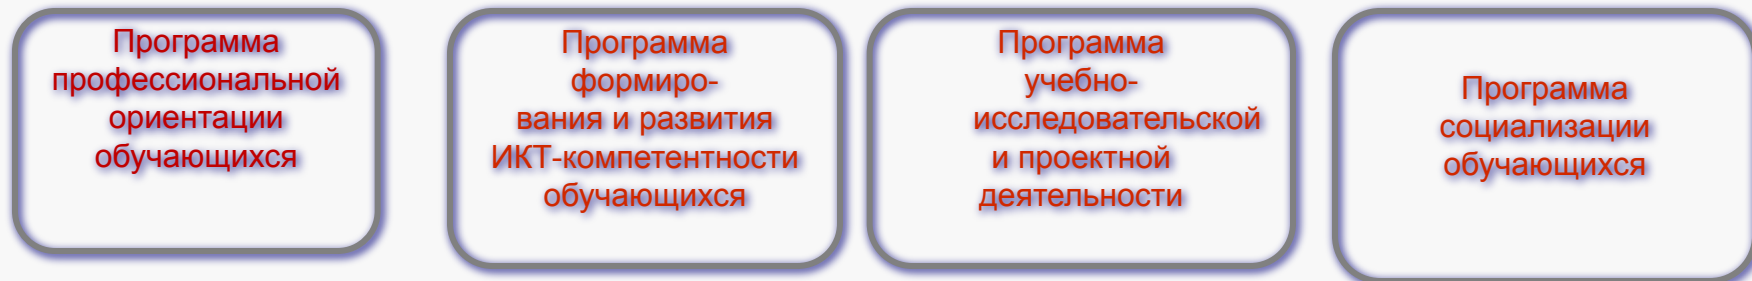 Программа
профессиональной
ориентации
обучающихся
Программа
формиро-
вания и развития
ИКТ-компетентности
обучающихся
Программа
учебно-
исследовательской
и проектной
деятельности
Программа
социализации
обучающихся